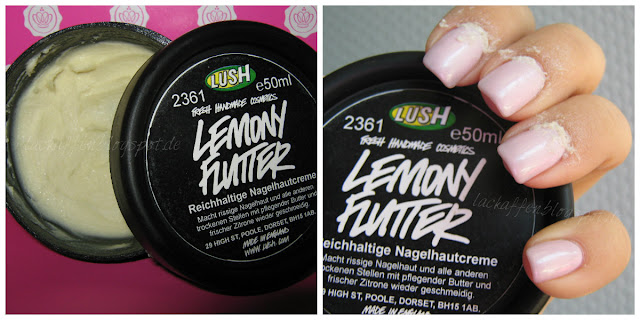 LUSH
2361
e50ml
FRESH HANDMADE COSMETICS
LEMONY
FLUTTER
Reichhaltige Nagelhautcreme
Macht rissige Nagelhaut und alle anderen
trockenen Stellen mit pflegender Butter und
frischer Zitrone wieder geschmeidig.
29 HIGH ST, POOLE, DORSET, BH15 1AB.
MADE IN ENGLAND
www.lush.com
LUSH
2361
e50ml
FRESH HANDMADE COSMETICS
LEMONY
FLUTTER
eichhaltige Nagelhautcreme
Macht rissige Nagelhaut und alle anderen
trockenen Stellen mit pflegender Butter und
frischer Zitrone wieder geschmeidig.
HIGH ST, POOLE, DORSET, BH15 1AB.
MADE IN ENGLAND